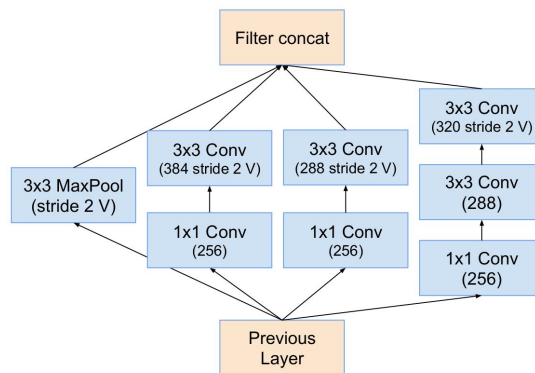 Filter concat
3x3 Conv
(320 stride 2 V)
3x3 Conv
(384 stride 2 V)
3x3 Conv
(288 stride 2 V)
3x3 MaxPool
(stride 2 V)
3x3 Conv
(288)
1x1 Conv
(256)
1x1 Conv
(256)
1x1 Conv
(256)
Previous
Layer